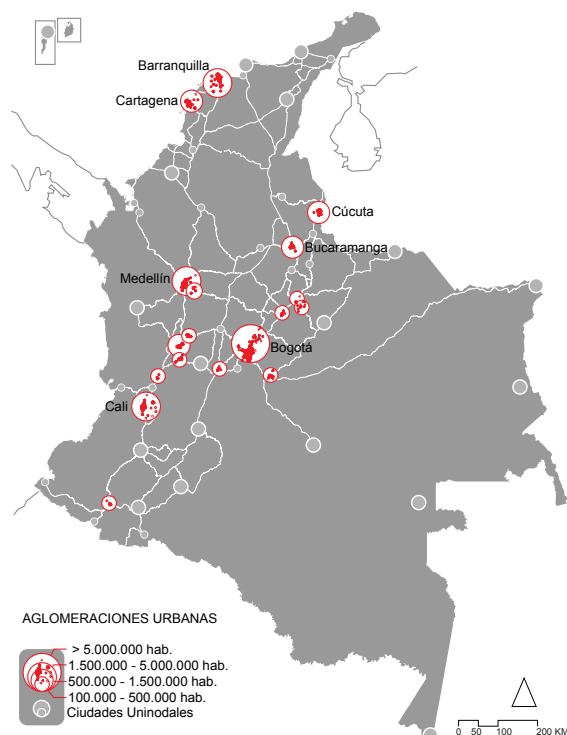 Barranquilla
Cartagena
Cúcuta
Bucaramanga
Medellín
Bogotá
Cali
AGLOMERACIONES URBANAS
> 5.000.000 hab.
1.500.000 - 5.000.000 hab.
500.000 - 1.500.000 hab.
100.000 - 500.000 hab.
Ciudades Uninodales
0 50 100 200 KM